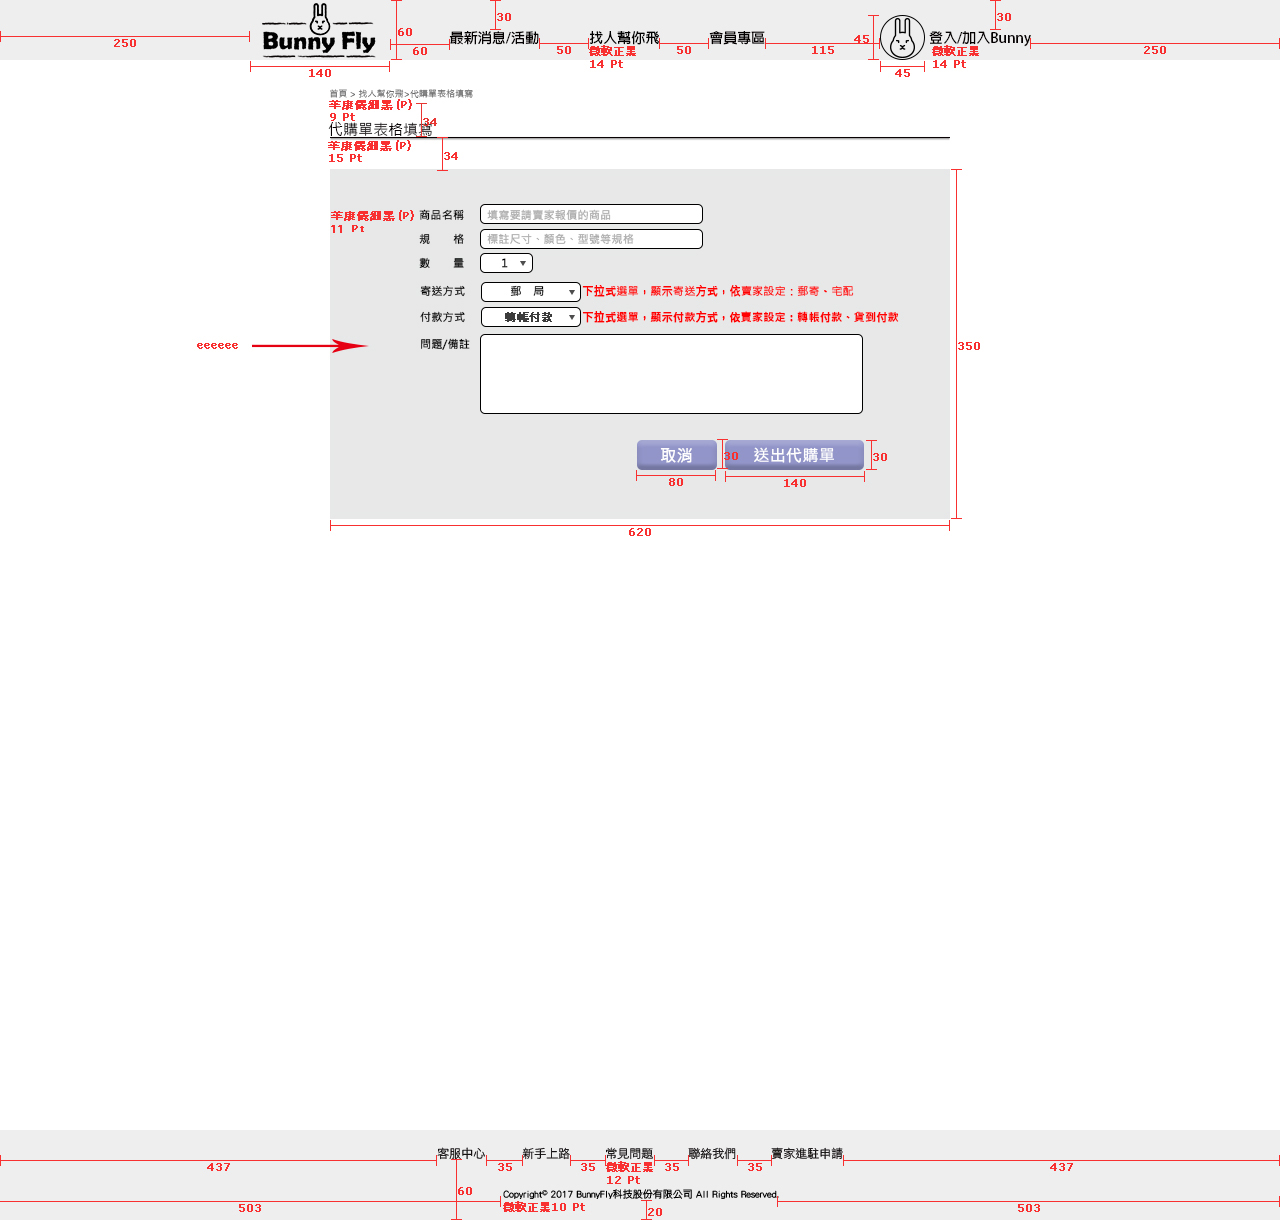 Bunny Fly
最新消息/活動
找人幫你飛
會員專區
登入/加入Bunny
250
140
60
60
30
50
微軟正黑
14 Pt
50
115
45
45
微軟正黑
14 Pt
30
250
首頁 > 找人幫你飛>代購單表格填寫
華康儷細黑 (P)
9 Pt
34
代購單表格填寫
華康儷細黑 (P)
15 Pt
34
華康儷細黑 (P)
11 Pt
商品名稱 填寫要請賣家報價的商品
規 格 標註尺寸、顏色、型號等規格
數 量 1
寄送方式 郵 局 下拉式選單，顯示寄送方式，依賣家設定：郵寄、宅配
付款方式 轉帳付款 下拉式選單，顯示付款方式，依賣家設定：轉帳付款、貨到付款
eeeeee
問題/備註
350
取消
30
送出代購單
30
80
140
620
客服中心
新手上路
常見問題
聯絡我們
賣家進駐申請
437
35
35
微軟正黑
12 Pt
35
35
437
60
Copyright© 2017 BunnyFly科技股份有限公司 All Rights Reserved.
503
微軟正黑10 Pt
20
503